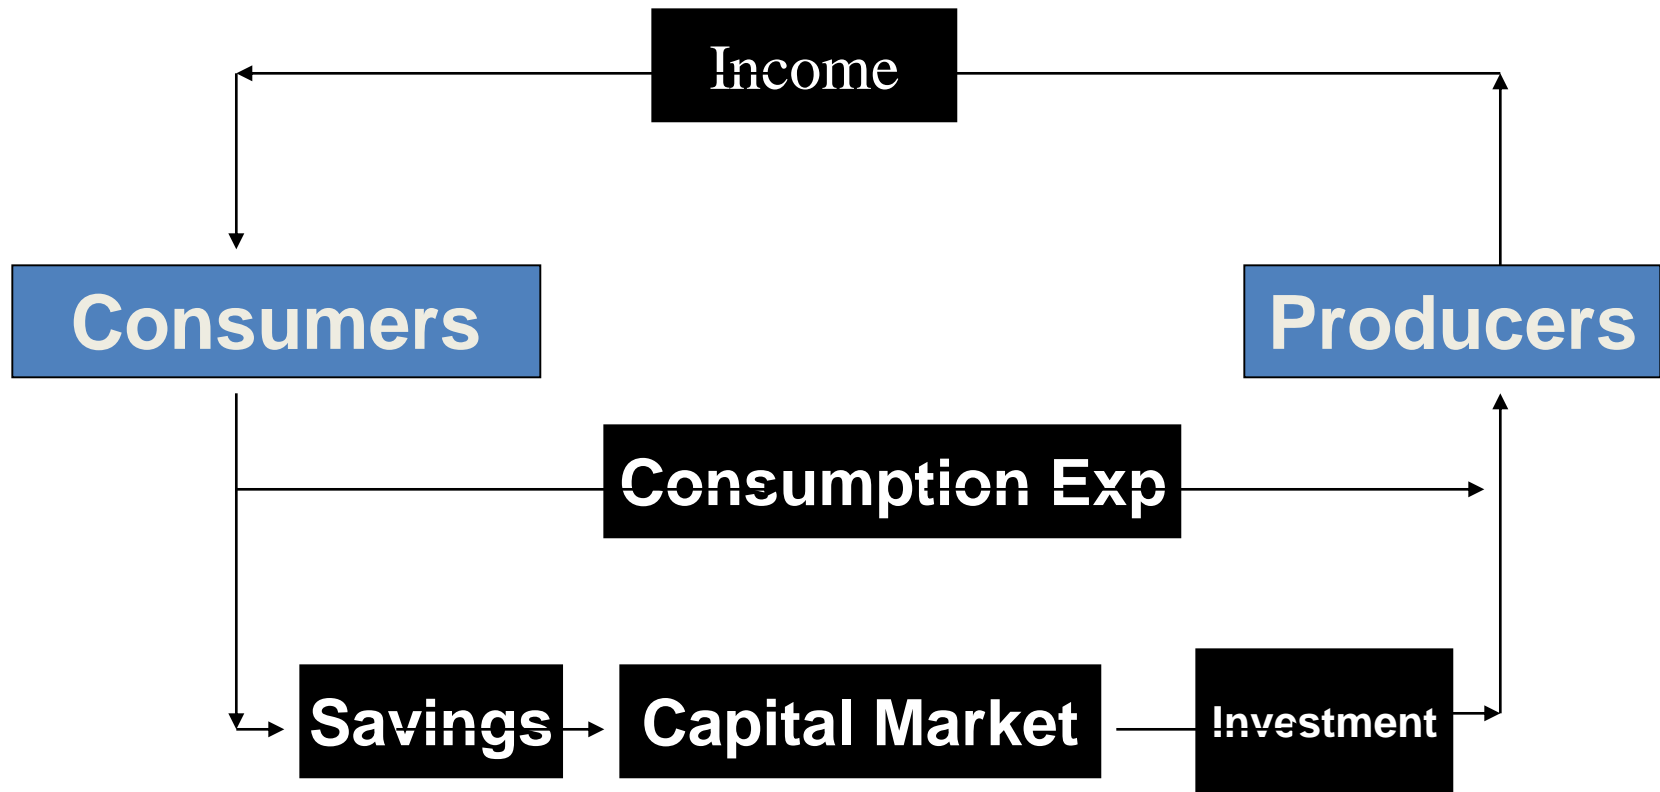 Income
Consumers
Producers
Consumption Exp
Savings
Capital Market
Investment